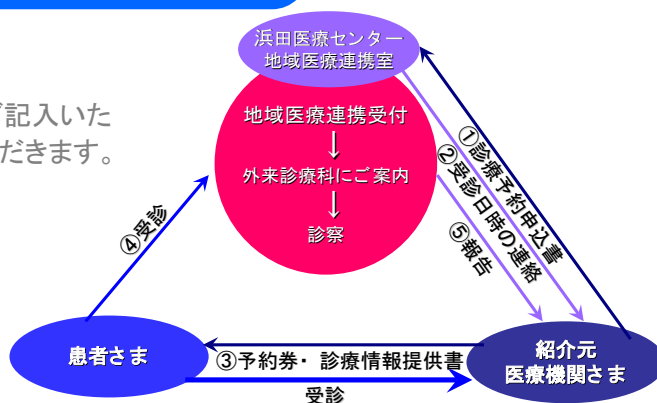 浜田医療センター
地域医療連携室
記入いた
だきます。
地域医療連携受付
↓
外来診療科にご案内
↓
診察
①診療予約申込書
②受診日時の連絡
⑤報告
④受診
患者さま
③予約券・ 診療情報提供書
受診
紹介元
医療機関さま